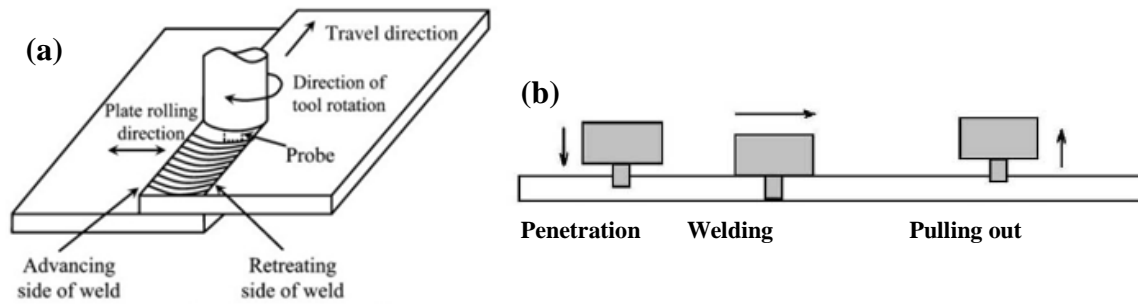 (a)
Travel direction
Direction of
tool rotation
Plate rolling
direction
Probe
Advancing
side of weld
Retreating
side of weld
(b)
Penetration
Welding
Pulling out